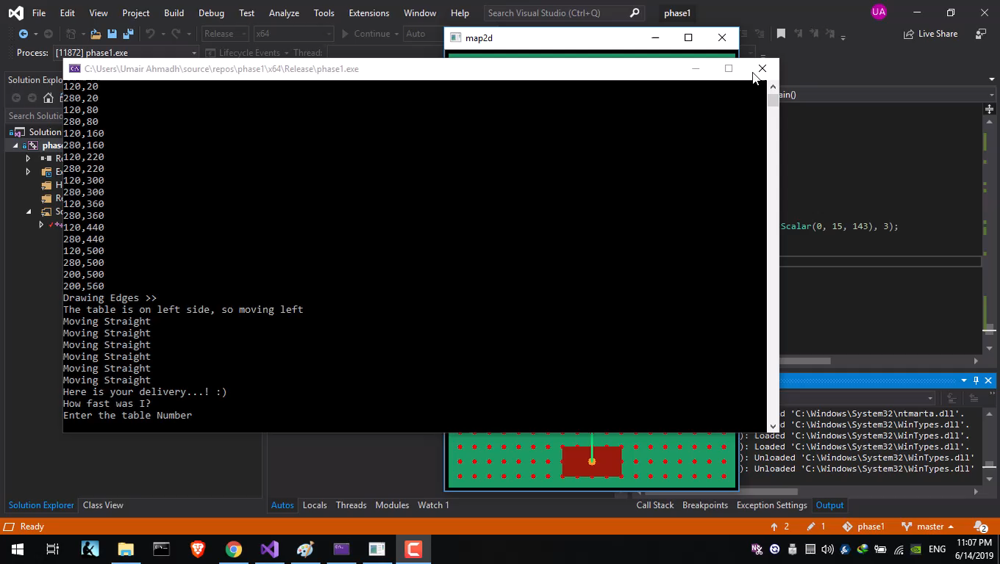 File Edit View Project Build Debug Test Analyze Tools Extensions Window Help Search Visual Studio (Ctrl+Q) phase1 UA
Release x64 Continue Auto Live Share
map2d
Process: [11872] phase1.exe Lifecycle Events Thread:
C:\Users\Umair Ahmadh\source\repos\phase1\x64\Release\phase1.exe
Solution Explo
Search Solutio
Solution
phase
120,20
280,20
120,80
280,80
120,160
280,160
120,220
280,220
120,300
280,300
120,360
280,360
120,440
280,440
120,500
280,500
200,500
200,560
Drawing Edges >>
The table is on left side, so moving left
Moving Straight
Moving Straight
Moving Straight
Moving Straight
Moving Straight
Moving Straight
Here is your delivery...! :)
How fast was I?
Enter the table Number
ain()
Scalar(0, 15, 143), 3);
d 'C:\Windows\System32\ntmarta.dll'.
): Loaded 'C:\Windows\System32\WinTypes.dll'.
): Loaded 'C:\Windows\System32\WinTypes.dll'.
): Unloaded 'C:\Windows\System32\WinTypes.dll'
): Unloaded 'C:\Windows\System32\WinTypes.dll'
Solution Explorer Class View Autos Locals Threads Modules Watch 1 Call Stack Breakpoints Exception Settings Output
Ready 2 1 phase1 master 2
ENG 11:07 PM
6/14/2019